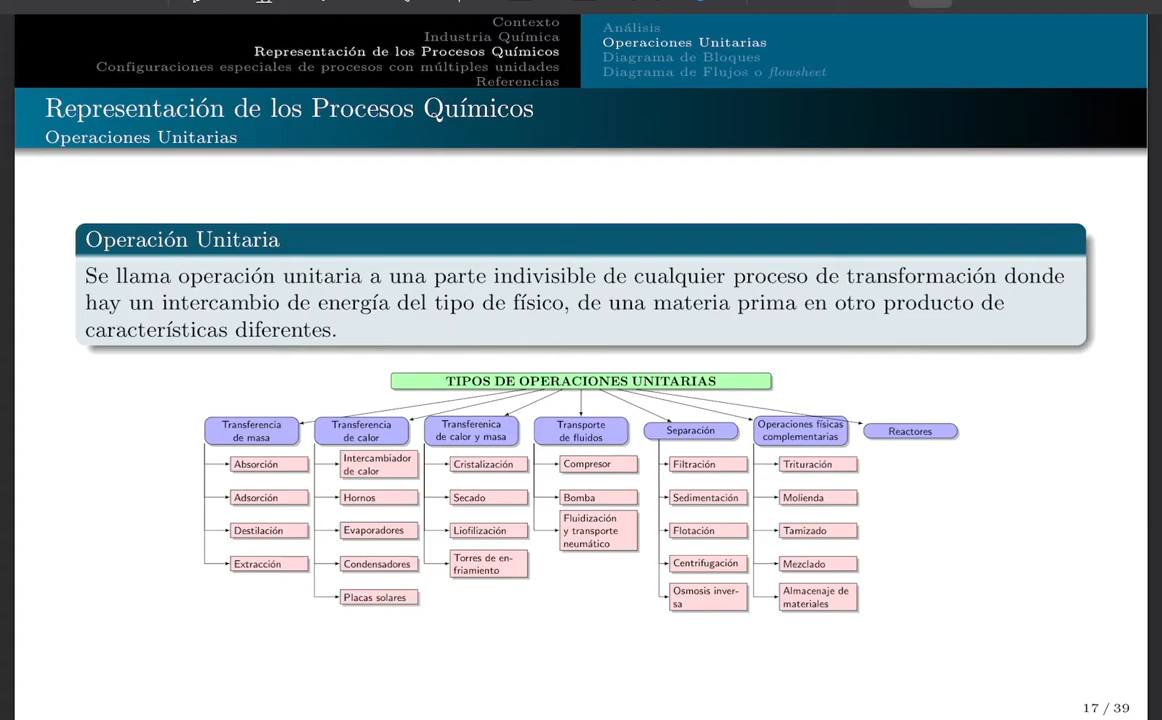 Contexto
Industria Química
Representación de los Procesos Químicos
Configuraciones especiales de procesos con múltiples unidades
Referencias
Análisis
Operaciones Unitarias
Diagrama de Bloques
Diagrama de Flujos o flowsheet
Representación de los Procesos Químicos
Operaciones Unitarias
Operación Unitaria
Se llama operación unitaria a una parte indivisible de cualquier proceso de transformación donde
hay un intercambio de energía del tipo de físico, de una materia prima en otro producto de
características diferentes.
TIPOS DE OPERACIONES UNITARIAS
Transferencia
de masa
Absorción
Adsorción
Destilación
Extracción
Transferencia
de calor
Intercambiador
de calor
Hornos
Evaporadores
Condensadores
Placas solares
Transferenica
de calor y masa
Cristalización
Secado
Liofilización
Torres de en-
friamiento
Transporte
de fluidos
Compresor
Bomba
Fluidización
y transporte
neumático
Separación
Filtración
Sedimentación
Flotación
Centrifugación
Osmosis inver-
sa
Operaciones físicas
complementarias
Trituración
Molienda
Tamizado
Mezclado
Almacenaje de
materiales
Reactores
17 / 39